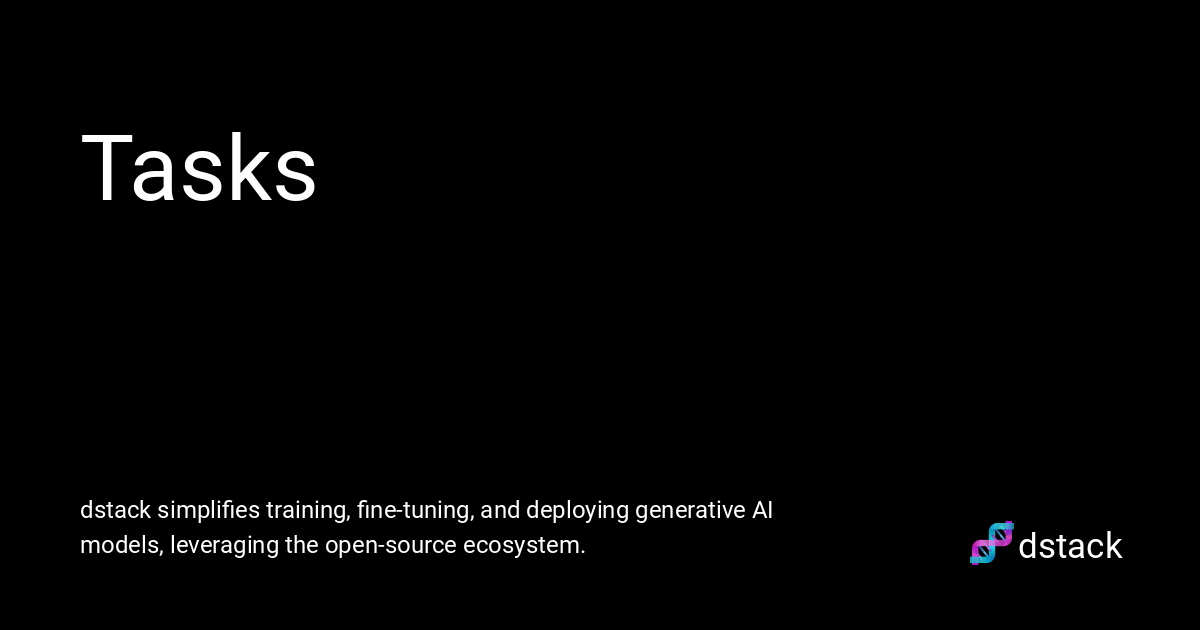 Tasks
dstack simplifies training, fine-tuning, and deploying generative AI
models, leveraging the open-source ecosystem.
dstack